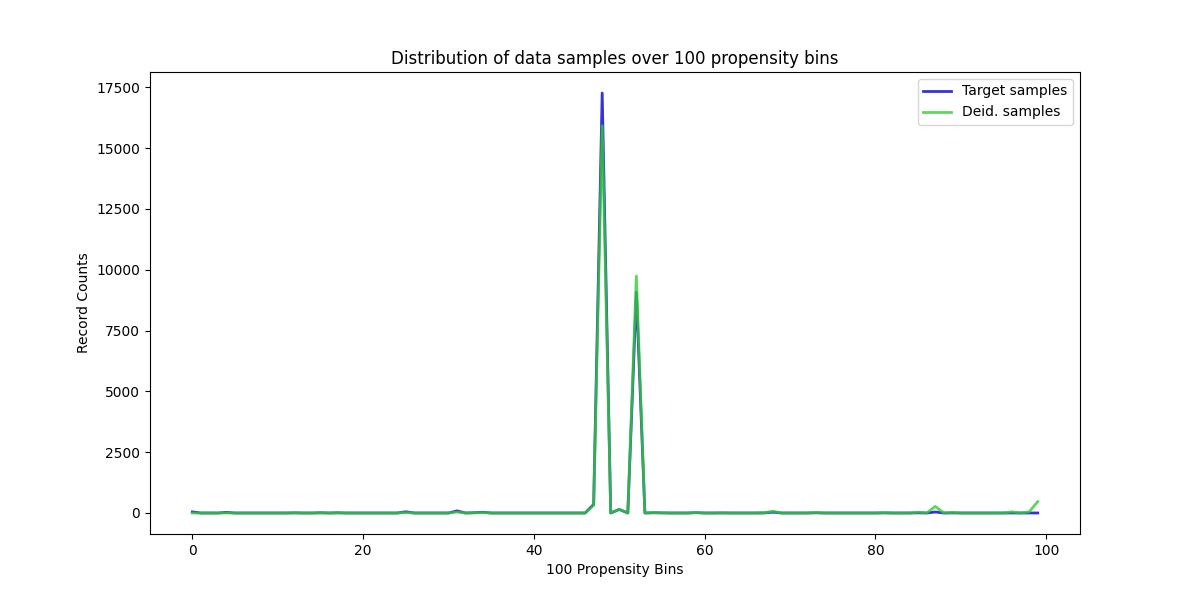 Distribution of data samples over 100 propensity bins
Target samples
Deid. samples
17500
15000
12500
10000
7500
5000
2500
0
Record Counts
0 20 40 60 80 100
100 Propensity Bins